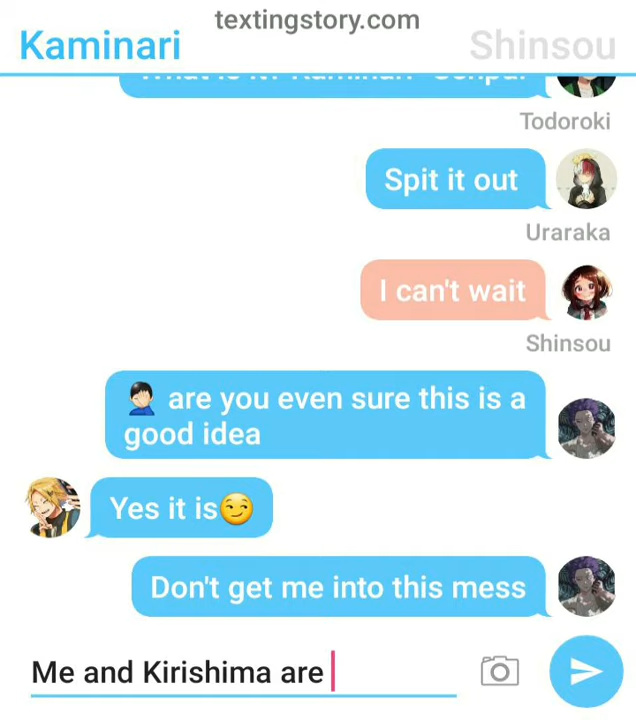 textingstory.com
Kaminari
Shinsou
Todoroki
Spit it out
Uraraka
I can't wait
Shinsou
🤦🏻‍♂️ are you even sure this is a
good idea
Yes it is😏
Don't get me into this mess
Me and Kirishima are